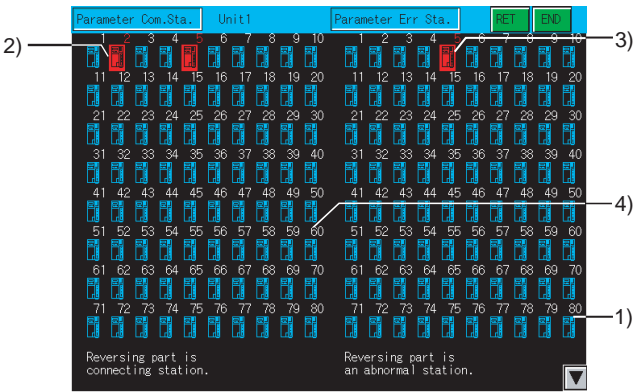 Parameter Com.Sta. Unit1 Parameter Err Sta. RET END
1 2 3 4 5 6 7 8 9 10 1 2 3 4 5 6 7 8 9 10
2) 3)
11 12 13 14 15 16 17 18 19 20 11 12 13 14 15 16 17 18 19 20
21 22 23 24 25 26 27 28 29 30 21 22 23 24 25 26 27 28 29 30
31 32 33 34 35 36 37 38 39 40 31 32 33 34 35 36 37 38 39 40
41 42 43 44 45 46 47 48 49 50 41 42 43 44 45 46 47 48 49 50
4)
51 52 53 54 55 56 57 58 59 60 51 52 53 54 55 56 57 58 59 60
61 62 63 64 65 66 67 68 69 70 61 62 63 64 65 66 67 68 69 70
71 72 73 74 75 76 77 78 79 80 71 72 73 74 75 76 77 78 79 80
1)
Reversing part is
connecting station.
Reversing part is
an abnormal station.